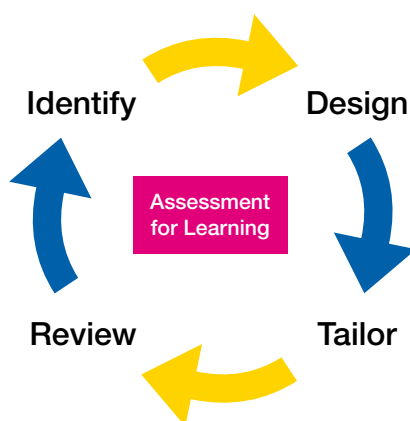 Identify
Design
Assessment
for Learning
Review
Tailor